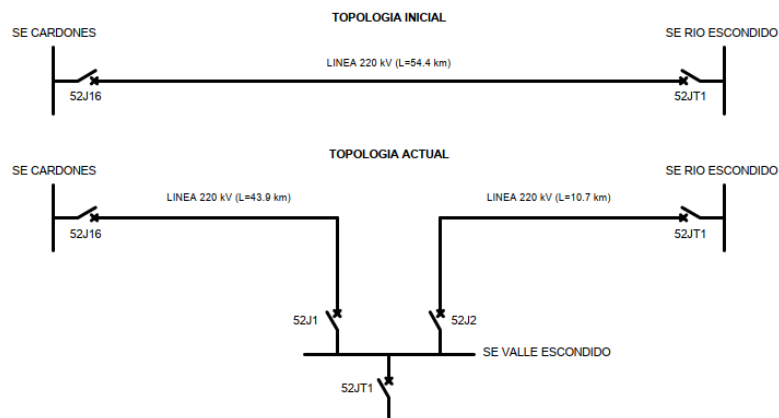 TOPOLOGIA INICIAL
SE CARDONES
SE RIO ESCONDIDO
LINEA 220 kV (L=54.4 km)
52J16
52JT1
TOPOLOGIA ACTUAL
SE CARDONES
SE RIO ESCONDIDO
LINEA 220 kV (L=43.9 km)
LINEA 220 kV (L=10.7 km)
52J16
52JT1
52J1
52J2
SE VALLE ESCONDIDO
52JT1